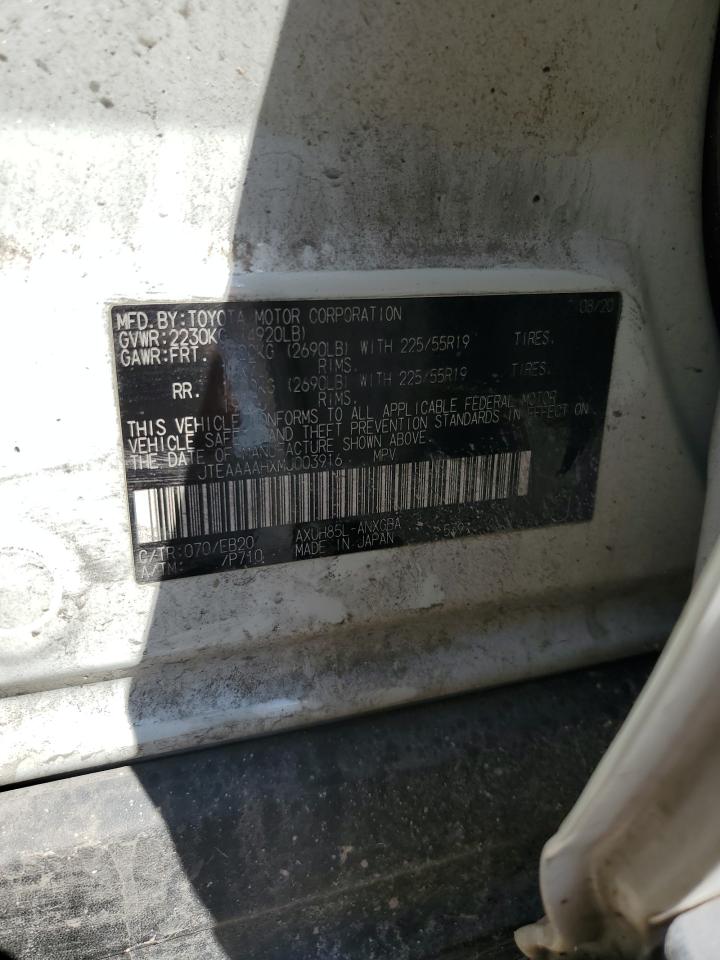 MFD.BY:TOYOTA MOTOR CORPORATION 08/20
GVWR:2230KG (4920LB)
GAWR:FRT. (2690LB) WITH 225/55R19 TIRES,
RIMS,
RR. (2690LB) WITH 225/55R19 TIRES,
RIMS,
THIS VEHICLE CONFORMS TO ALL APPLICABLE FEDERAL MOTOR
VEHICLE SAFETY AND THEFT PREVENTION STANDARDS IN EFFECT ON
THE DATE OF MANUFACTURE SHOWN ABOVE.
JTEAAAAHXMJ003916 MPV
C/TR:070/EB20 AXUH85L-ANXGBA
A/TM: /P710 MADE IN JAPAN